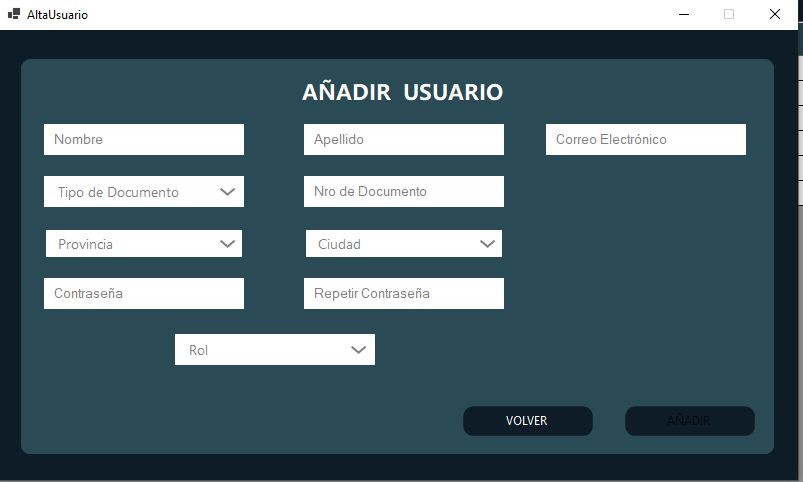 AltaUsuario
AÑADIR USUARIO
Nombre
Apellido
Correo Electrónico
Tipo de Documento
Nro de Documento
Provincia
Ciudad
Contraseña
Repetir Contraseña
Rol
VOLVER
AÑADIR